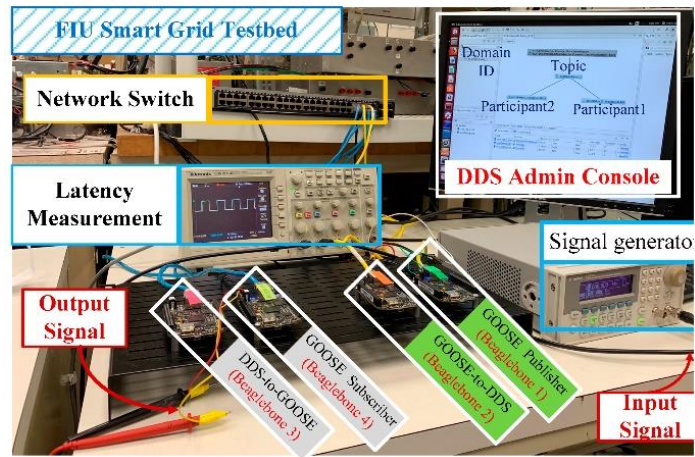 FIU Smart Grid Testbed
Network Switch
Domain
ID
Topic
Participant2
Participant1
DDS Admin Console
Latency
Measurement
Signal generator
Output
Signal
DDS-to-GOOSE
(Beaglebone 3)
GOOSE Subscriber
(Beaglebone 4)
GOOSE-to-DDS
(Beaglebone 2)
GOOSE Publisher
(Beaglebone 1)
Input
Signal